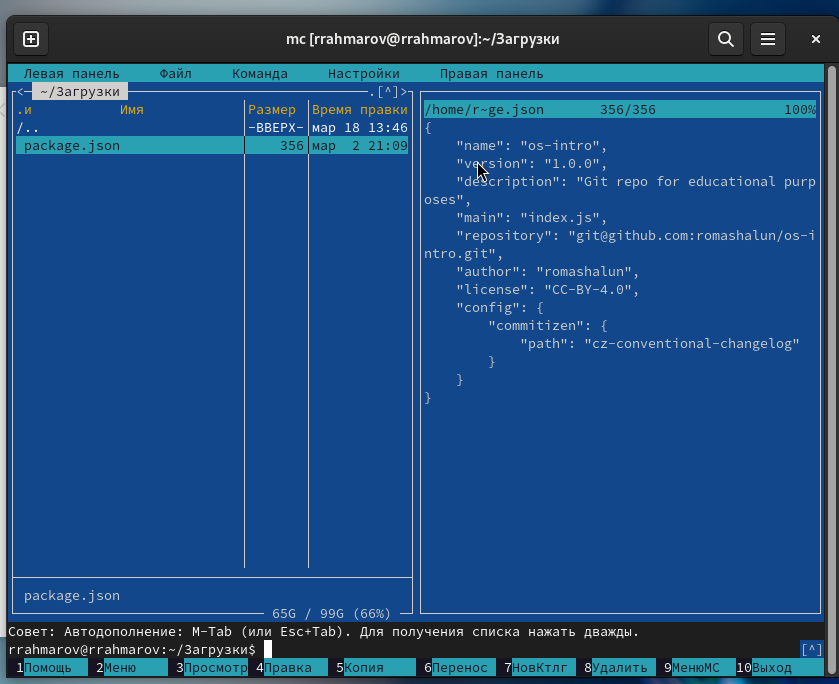 mc [rrahmarov@rrahmarov]:~/Загрузки
Левая панель Файл Команда Настройки Правая панель
<─ ~/Загрузки .[^]>
.и Имя Размер Время правки
/.. -ВВЕРХ- мар 18 13:46
package.json 356 мар 2 21:09
package.json
65G / 99G (66%)
/home/r~ge.json 356/356 100%
{
"name": "os-intro",
"version": "1.0.0",
"description": "Git repo for educational purp
oses",
"main": "index.js",
"repository": "git@github.com:romashalun/os-i
ntro.git",
"author": "romashalun",
"license": "CC-BY-4.0",
"config": {
"commitizen": {
"path": "cz-conventional-changelog"
}
}
}
Совет: Автодополнение: M-Tab (или Esc+Tab). Для получения списка нажать дважды.
rrahmarov@rrahmarov:~/Загрузки$ [^]
1Помощь 2Меню 3Просмотр 4Правка 5Копия 6Перенос 7НовКтлг 8Удалить 9МенюMC 10Выход